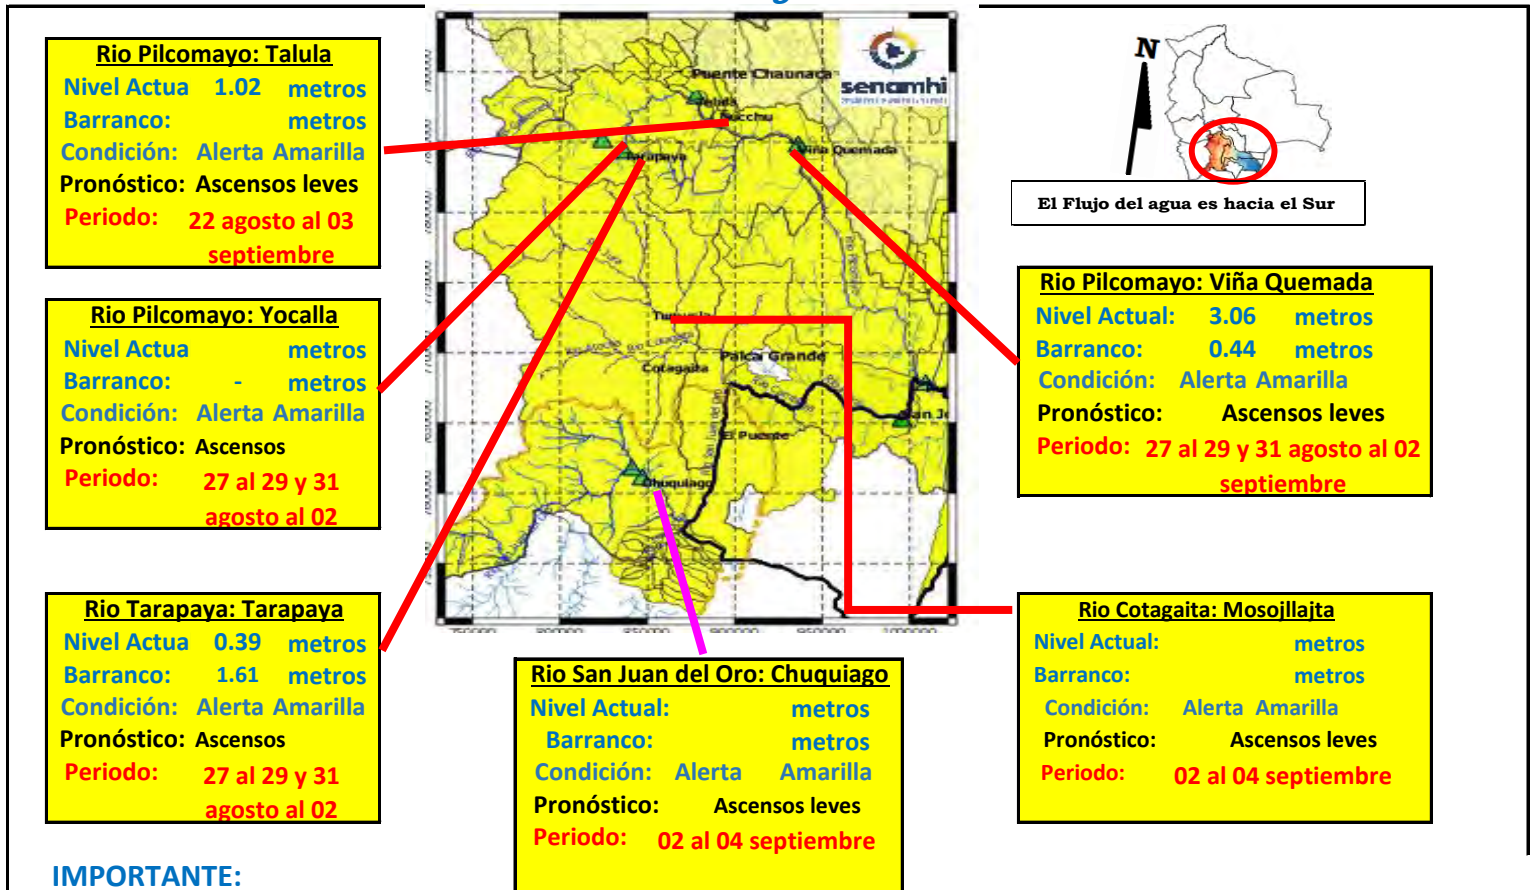 Rio Pilcomayo: Talula
Nivel Actua 1.02 metros
Barranco: metros
Condición: Alerta Amarilla
Pronóstico: Ascensos leves
Periodo: 22 agosto al 03
septiembre
Rio Pilcomayo: Yocalla
Nivel Actua metros
Barranco: - metros
Condición: Alerta Amarilla
Pronóstico: Ascensos
Periodo: 27 al 29 y 31
agosto al 02
Rio Tarapaya: Tarapaya
Nivel Actua 0.39 metros
Barranco: 1.61 metros
Condición: Alerta Amarilla
Pronóstico: Ascensos
Periodo: 27 al 29 y 31
agosto al 02
senamhi
Puente Chaunaca
Talula
Viña Quemada
Tarapaya
Palca Grande
Cotagaita
El Puente
Chuquiago
N
El Flujo del agua es hacia el Sur
Rio Pilcomayo: Viña Quemada
Nivel Actual: 3.06 metros
Barranco: 0.44 metros
Condición: Alerta Amarilla
Pronóstico: Ascensos leves
Periodo: 27 al 29 y 31 agosto al 02
septiembre
Rio San Juan del Oro: Chuquiago
Nivel Actual: metros
Barranco: metros
Condición: Alerta Amarilla
Pronóstico: Ascensos leves
Periodo: 02 al 04 septiembre
Rio Cotagaita: Mosojllajta
Nivel Actual: metros
Barranco: metros
Condición: Alerta Amarilla
Pronóstico: Ascensos leves
Periodo: 02 al 04 septiembre
IMPORTANTE: